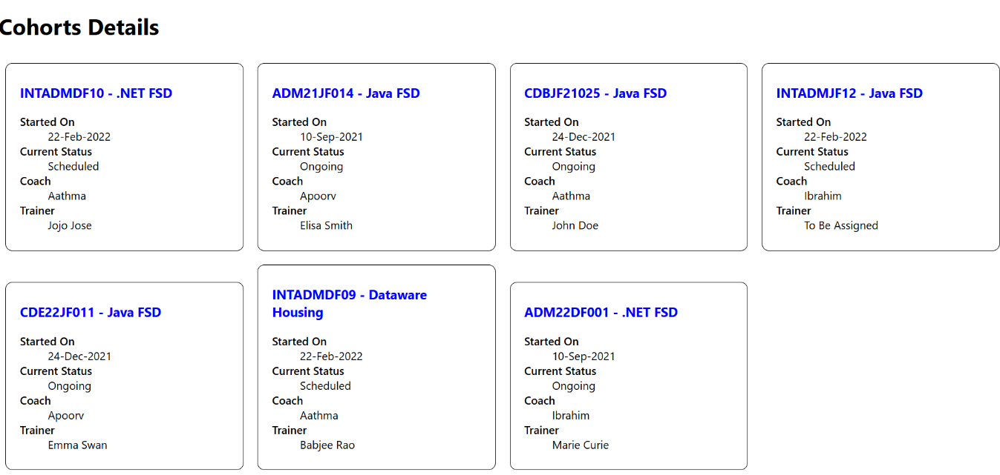 Cohorts Details
INTADMDF10 - .NET FSD
Started On
22-Feb-2022
Current Status
Scheduled
Coach
Aathma
Trainer
Jojo Jose
ADM21JF014 - Java FSD
Started On
10-Sep-2021
Current Status
Ongoing
Coach
Apoorv
Trainer
Elisa Smith
CDBJF21025 - Java FSD
Started On
24-Dec-2021
Current Status
Ongoing
Coach
Aathma
Trainer
John Doe
INTADMJF12 - Java FSD
Started On
22-Feb-2022
Current Status
Scheduled
Coach
Ibrahim
Trainer
To Be Assigned
CDE22JF011 - Java FSD
Started On
24-Dec-2021
Current Status
Ongoing
Coach
Apoorv
Trainer
Emma Swan
INTADMDF09 - Dataware
Housing
Started On
22-Feb-2022
Current Status
Scheduled
Coach
Aathma
Trainer
Babjee Rao
ADM22DF001 - .NET FSD
Started On
10-Sep-2021
Current Status
Ongoing
Coach
Ibrahim
Trainer
Marie Curie